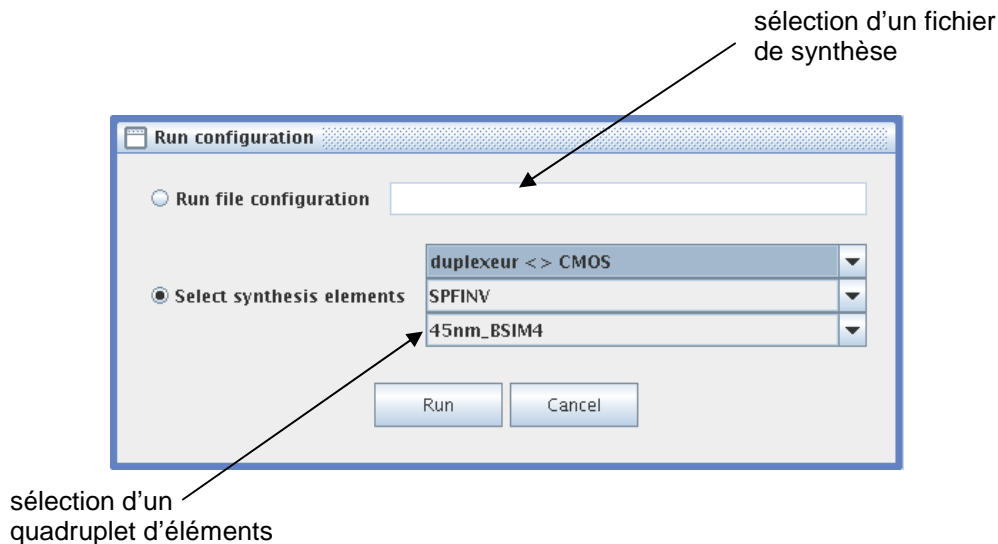 sélection d’un fichier
de synthèse
Run configuration
Run file configuration
duplexeur <> CMOS
Select synthesis elements
SPFINV
45nm_BSIM4
Run
Cancel
sélection d’un
quadruplet d’éléments